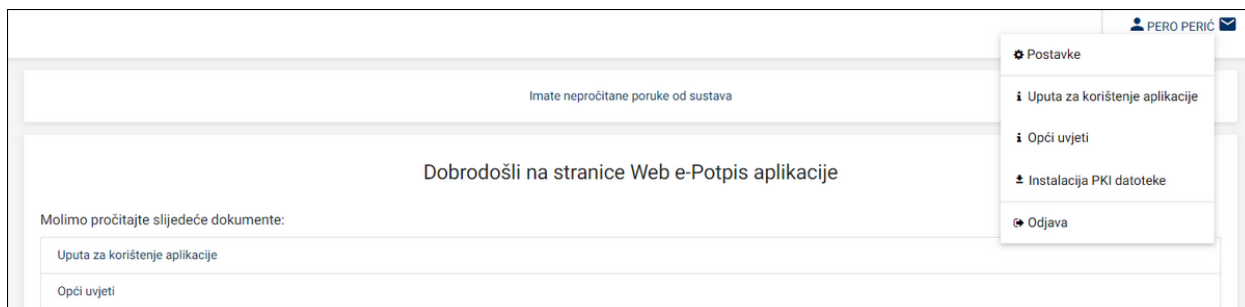 PERO PERIĆ
Postavke
Imate nepročitane poruke od sustava
Uputa za korištenje aplikacije
Opći uvjeti
Dobrodošli na stranice Web e-Potpis aplikacije
Instalacija PKI datoteke
Molimo pročitajte slijedeće dokumente:
Odjava
Uputa za korištenje aplikacije
Opći uvjeti